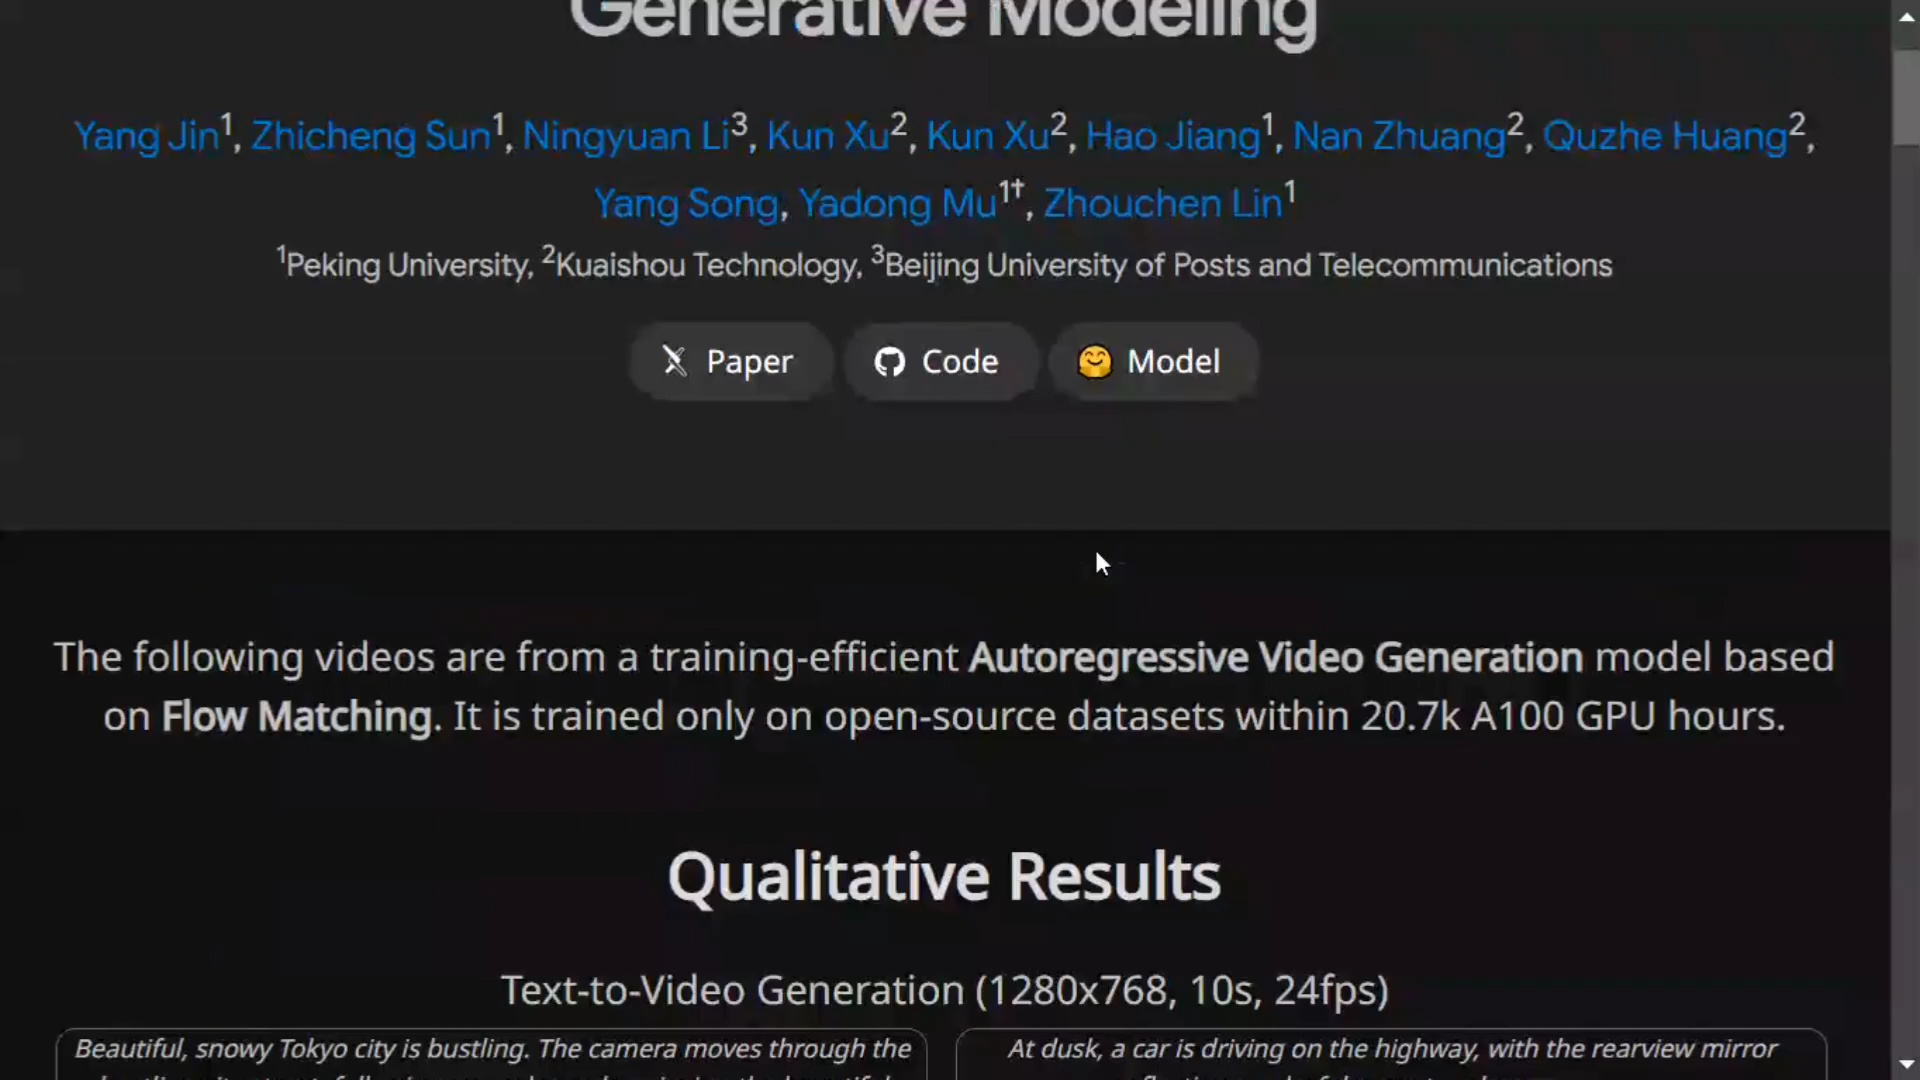 Generative Modeling
Yang Jin¹, Zhicheng Sun¹, Ningyuan Li³, Kun Xu², Kun Xu², Hao Jiang¹, Nan Zhuang², Quzhe Huang²,
Yang Song, Yadong Mu¹†, Zhouchen Lin¹
¹Peking University, ²Kuaishou Technology, ³Beijing University of Posts and Telecommunications
Paper Code Model
The following videos are from a training-efficient Autoregressive Video Generation model based
on Flow Matching. It is trained only on open-source datasets within 20.7k A100 GPU hours.
Qualitative Results
Text-to-Video Generation (1280x768, 10s, 24fps)
Beautiful, snowy Tokyo city is bustling. The camera moves through the
At dusk, a car is driving on the highway, with the rearview mirror